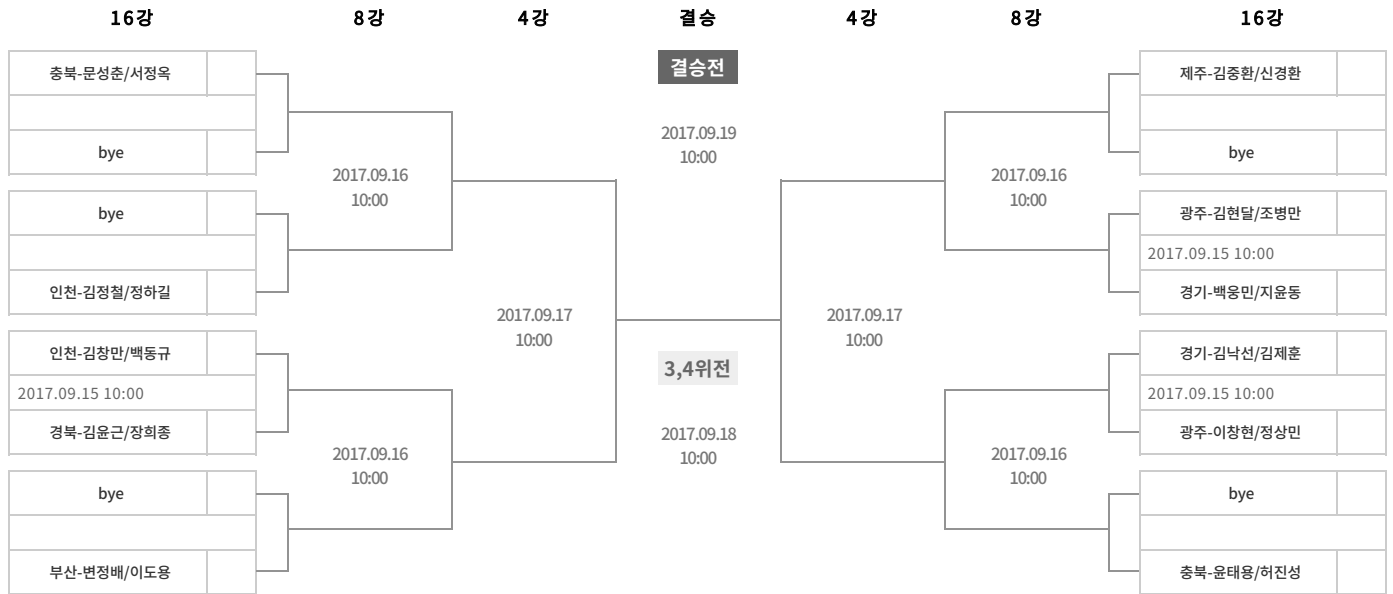 16강 8강 4강 결승 4강 8강 16강
충북-문성춘/서정옥
bye
bye
인천-김정철/정하길
인천-김창만/백동규
2017.09.15 10:00
경북-김윤근/장희종
bye
부산-변정배/이도용
2017.09.16
10:00
2017.09.16
10:00
2017.09.17
10:00
결승전
2017.09.19
10:00
3,4위전
2017.09.18
10:00
2017.09.17
10:00
2017.09.16
10:00
2017.09.16
10:00
제주-김중환/신경환
bye
광주-김현달/조병만
2017.09.15 10:00
경기-백웅민/지윤동
경기-김낙선/김제훈
2017.09.15 10:00
광주-이창현/정상민
bye
충북-윤태용/허진성